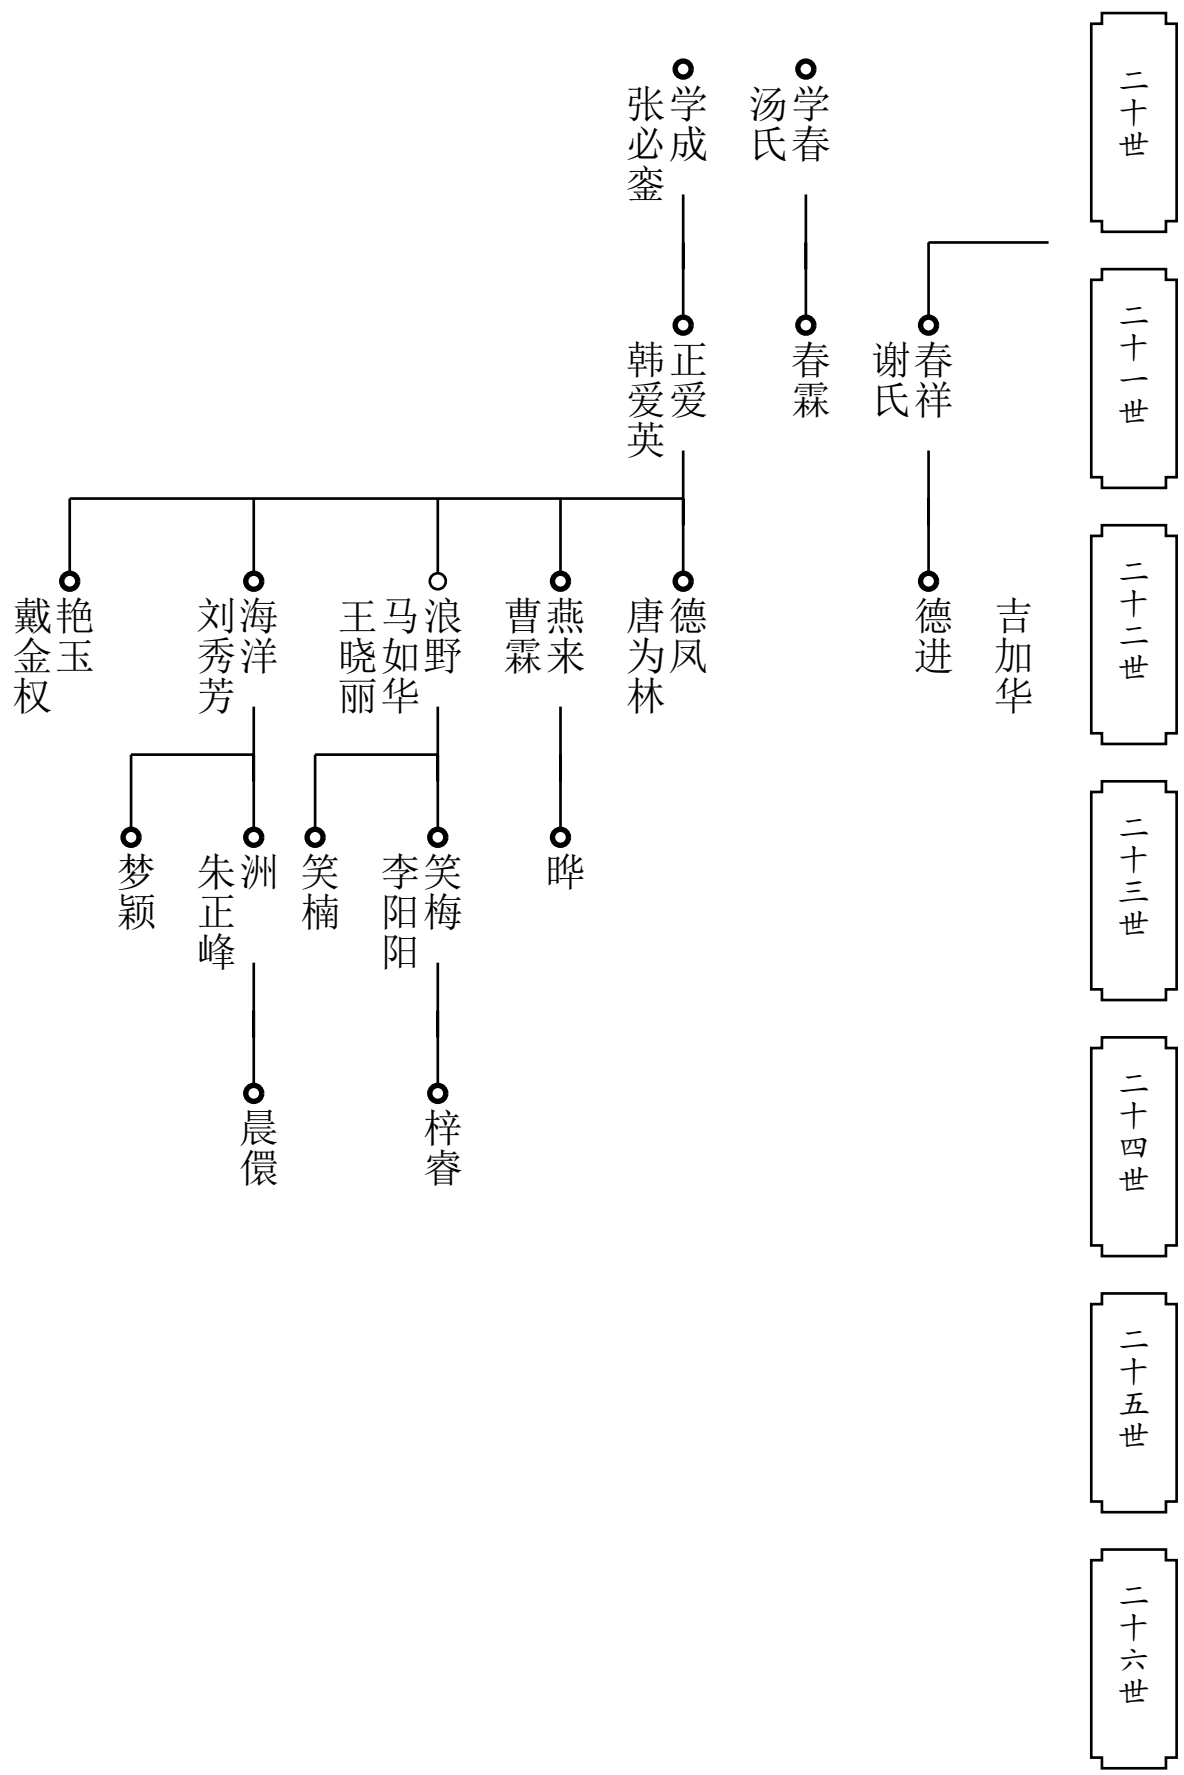 二十世
学春
汤氏
学成
张必銮
二十一世
春祥
谢氏
春霖
正爱
韩爱英
二十二世
吉加华
德进
德凤
唐为林
燕来
曹霖
浪野
马如华
王晓丽
海洋
刘秀芳
艳玉
戴金权
二十三世
晔
笑梅
李阳阳
笑楠
洲
朱正峰
梦颖
二十四世
梓睿
晨儇
二十五世
二十六世